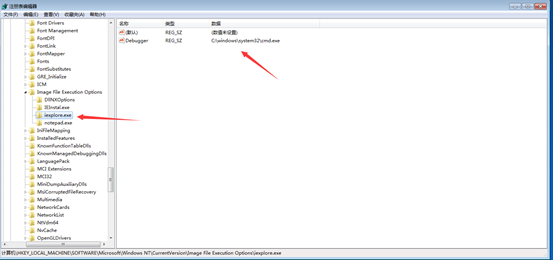 注册表编辑器
文件(F) 编辑(E) 查看(V) 收藏夹(A) 帮助(H)
Font Drivers
Font Management
FontDPI
FontLink
FontMapper
Fonts
FontSubstitutes
GRE_Initialize
ICM
Image File Execution Options
DllNXOptions
IEInstal.exe
iexplore.exe
notepad.exe
IniFileMapping
InstalledFeatures
KnownFunctionTableDlls
KnownManagedDebuggingDlls
LanguagePack
MCI Extensions
MCI32
MiniDumpAuxiliaryDlls
MsiCorruptedFileRecovery
Multimedia
NetworkCards
NetworkList
NtVdm64
NvCache
OpenGLDrivers
名称 类型 数据
(默认) REG_SZ (数值未设置)
Debugger REG_SZ C:\windows\system32\cmd.exe
计算机\HKEY_LOCAL_MACHINE\SOFTWARE\Microsoft\Windows NT\CurrentVersion\Image File Execution Options\iexplore.exe